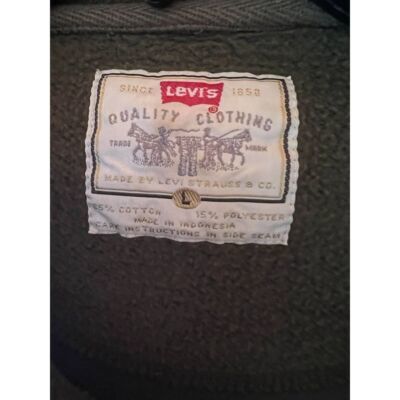 SINCE LEVI'S 1853
QUALITY CLOTHING
TRADE MARK
MADE BY LEVI STRAUSS & CO.
L
85% COTTON 15% POLYESTER
MADE IN INDONESIA
CARE INSTRUCTIONS IN SIDE SEAM